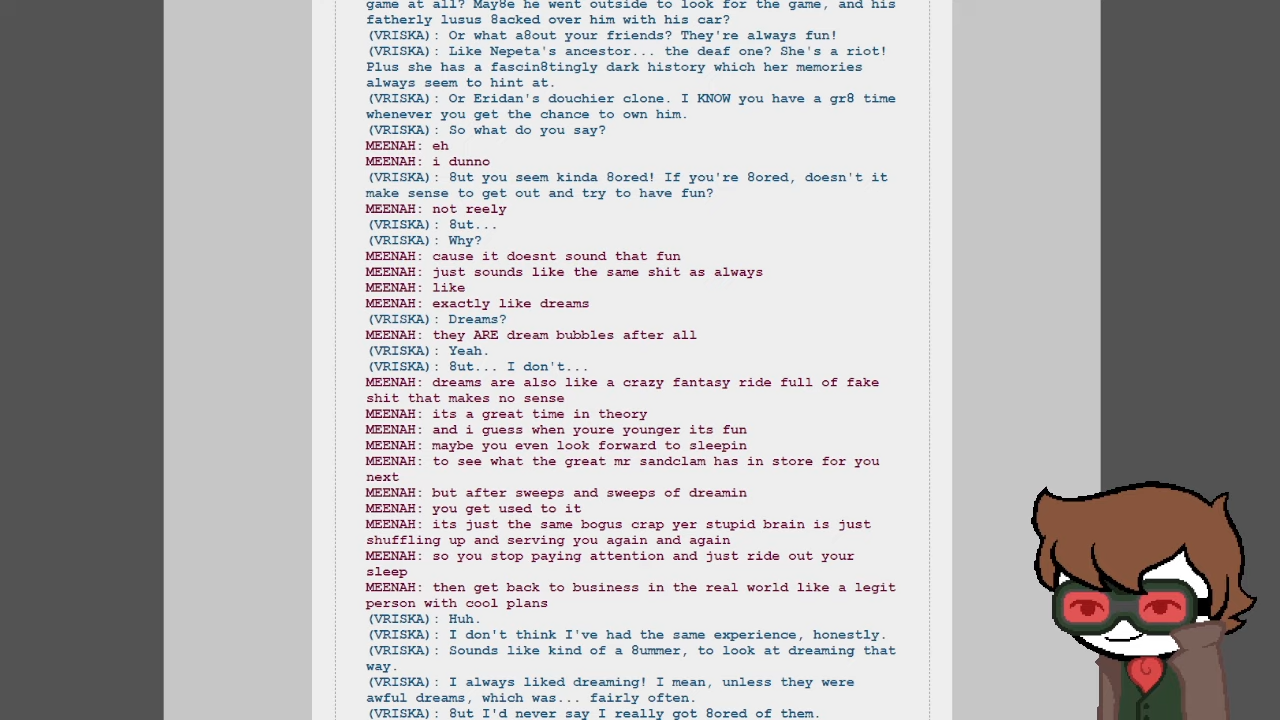 game at all? May8e he went outside to look for the game, and his
fatherly lusus 8acked over him with his car?
(VRISKA): Or what a8out your friends? They're always fun!
(VRISKA): Like Nepeta's ancestor... the deaf one? She's a riot!
Plus she has a fascin8tingly dark history which her memories
always seem to hint at.
(VRISKA): Or Eridan's douchier clone. I KNOW you have a gr8 time
whenever you get the chance to own him.
(VRISKA): So what do you say?
MEENAH: eh
MEENAH: i dunno
(VRISKA): 8ut you seem kinda 8ored! If you're 8ored, doesn't it
make sense to get out and try to have fun?
MEENAH: not reely
(VRISKA): 8ut...
(VRISKA): Why?
MEENAH: cause it doesnt sound that fun
MEENAH: just sounds like the same shit as always
MEENAH: like
MEENAH: exactly like dreams
(VRISKA): Dreams?
MEENAH: they ARE dream bubbles after all
(VRISKA): Yeah.
(VRISKA): 8ut... I don't...
MEENAH: dreams are also like a crazy fantasy ride full of fake
shit that makes no sense
MEENAH: its a great time in theory
MEENAH: and i guess when youre younger its fun
MEENAH: maybe you even look forward to sleepin
MEENAH: to see what the great mr sandclam has in store for you
next
MEENAH: but after sweeps and sweeps of dreamin
MEENAH: you get used to it
MEENAH: its just the same bogus crap yer stupid brain is just
shuffling up and serving you again and again
MEENAH: so you stop paying attention and just ride out your
sleep
MEENAH: then get back to business in the real world like a legit
person with cool plans
(VRISKA): Huh.
(VRISKA): I don't think I've had the same experience, honestly.
(VRISKA): Sounds like kind of a 8ummer, to look at dreaming that
way.
(VRISKA): I always liked dreaming! I mean, unless they were
awful dreams, which was... fairly often.
(VRISKA): 8ut I'd never say I really got 8ored of them.